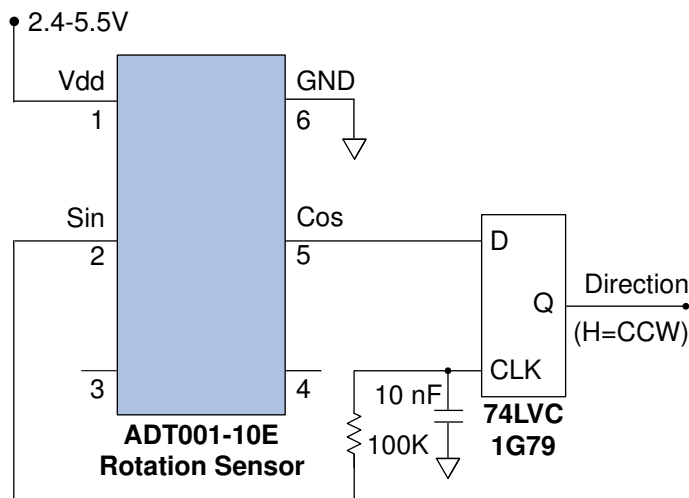 2.4-5.5V
Vdd
GND
1
6
Sin
Cos
2
5
D
Direction
Q
(H=CCW)
3
4
10 nF
CLK
100K
74LVC
1G79
ADT001-10E
Rotation Sensor